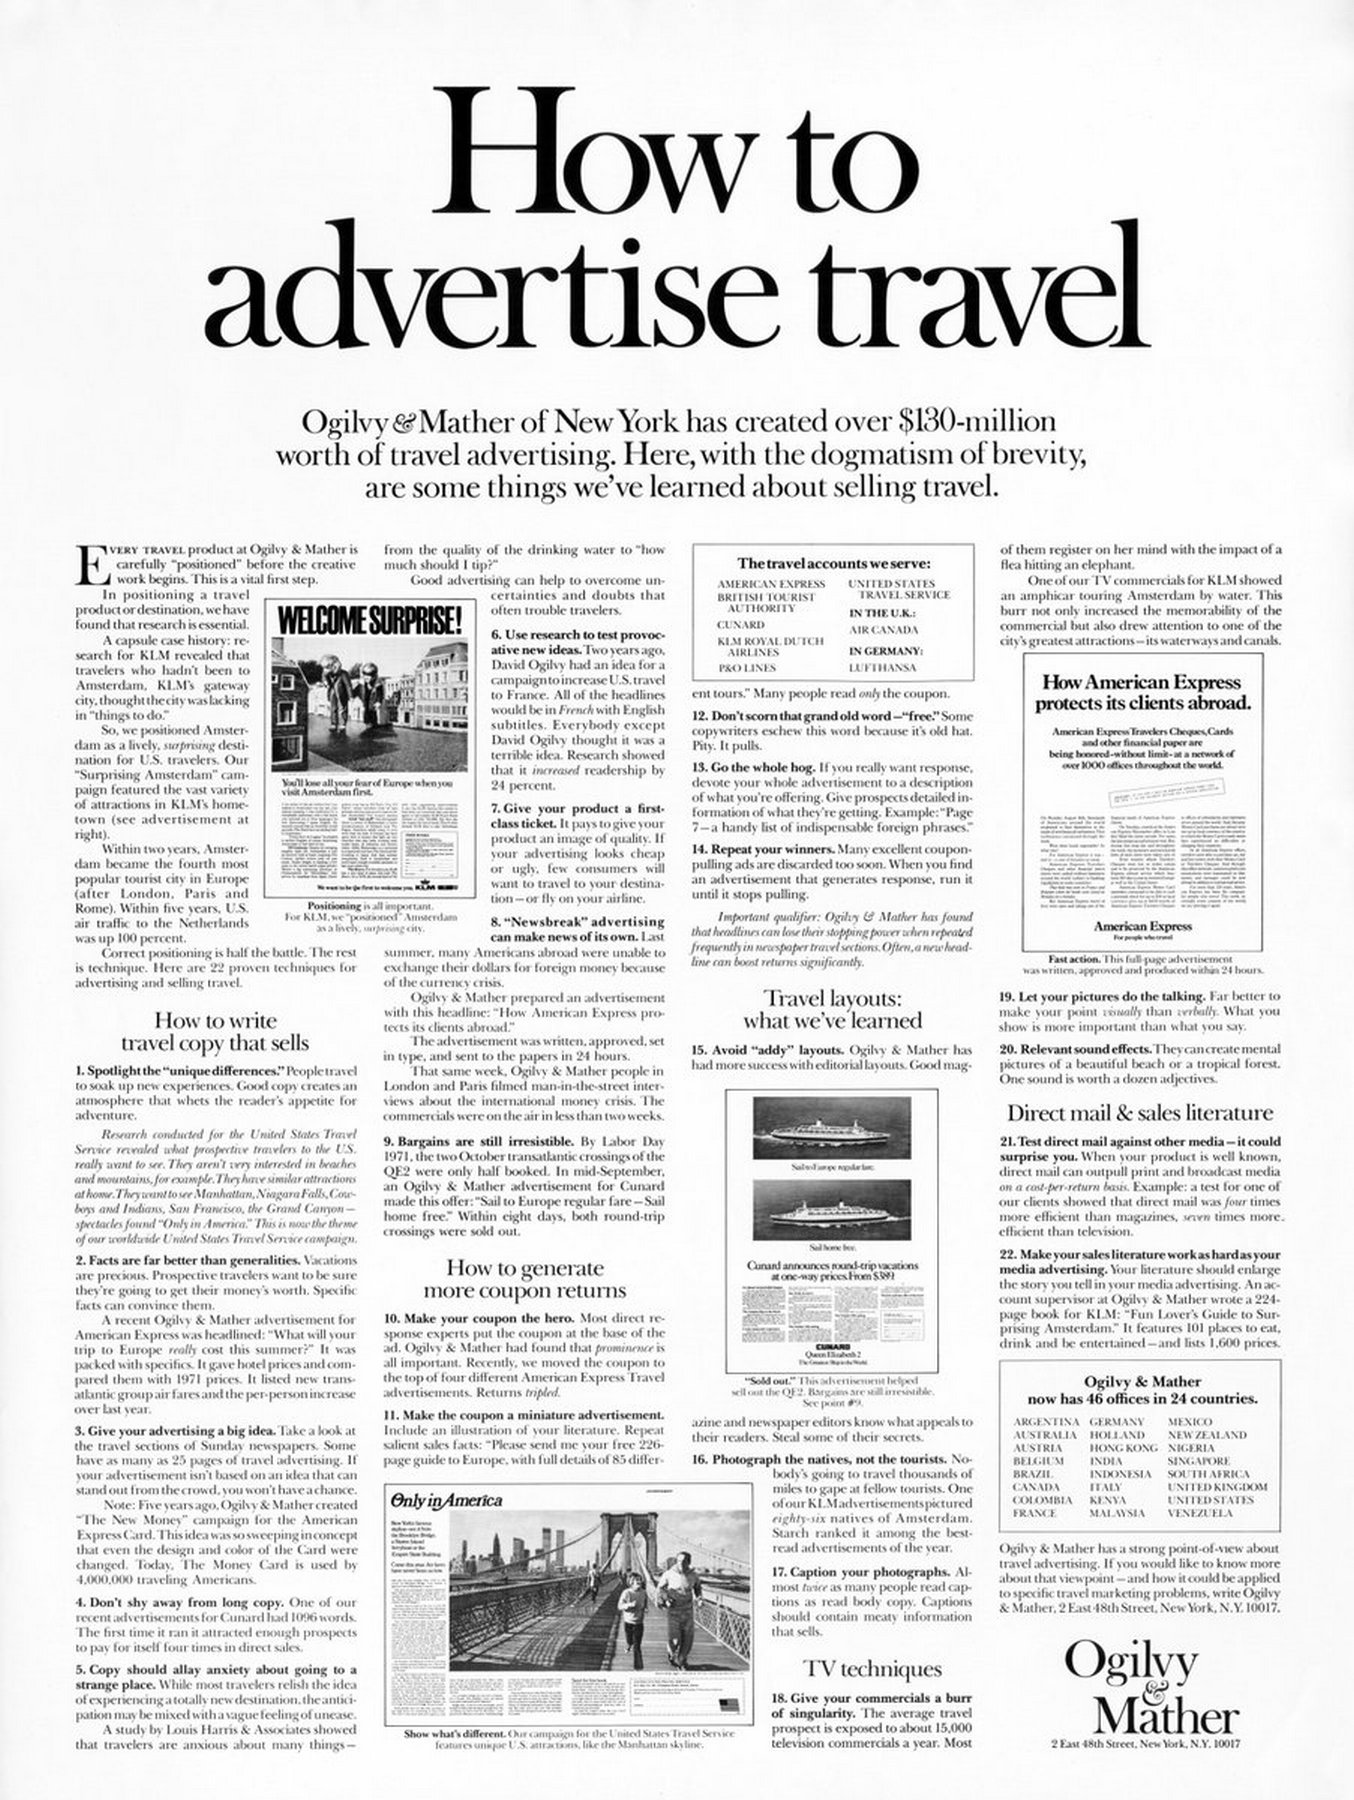 How to
advertise travel
Ogilvy & Mather of New York has created over $130-million
worth of travel advertising. Here, with the dogmatism of brevity,
are some things we've learned about selling travel.
EVERY TRAVEL product at Ogilvy & Mather is
carefully "positioned" before the creative
work begins. This is a vital first step.
In positioning a travel
product or destination, we have
found that research is essential.
A capsule case history: re-
search for KLM revealed that
travelers who hadn't been to
Amsterdam, KLM's gateway
city, thought the city was lacking
in "things to do."
So, we positioned Amster-
dam as a lively, surprising desti-
nation for U.S. travelers. Our
"Surprising Amsterdam" cam-
paign featured the vast variety
of attractions in KLM's home-
town (see advertisement at
right).
Within two years, Amster-
dam became the fourth most
popular tourist city in Europe
(after London, Paris and
Rome). Within five years, U.S.
air traffic to the Netherlands
was up 100 percent.
Correct positioning is half the battle. The rest
is technique. Here are 22 proven techniques for
advertising and selling travel.
WELCOME SURPRISE!
You'll lose all your fear of Europe when you
visit Amsterdam first.
We want to be the first to welcome you. KLM
Positioning is all important.
For KLM, we "positioned" Amsterdam
as a lively, surprising city.
How to write
travel copy that sells
1. Spotlight the "unique differences." People travel
to soak up new experiences. Good copy creates an
atmosphere that whets the reader's appetite for
adventure.
Research conducted for the United States Travel
Service revealed what prospective travelers to the U.S.
really want to see. They aren't very interested in beaches
and mountains, for example. They have similar attractions
at home. They want to see Manhattan, Niagara Falls, Cow-
boys and Indians, San Francisco, the Grand Canyon—
spectacles found "Only in America." This is now the theme
of our worldwide United States Travel Service campaign.
2. Facts are far better than generalities. Vacations
are precious. Prospective travelers want to be sure
they're going to get their money's worth. Specific
facts can convince them.
A recent Ogilvy & Mather advertisement for
American Express was headlined: "What will your
trip to Europe really cost this summer?" It was
packed with specifics. It gave hotel prices and com-
pared them with 1971 prices. It listed new trans-
atlantic group air fares and the per-person increase
over last year.
3. Give your advertising a big idea. Take a look at
the travel sections of Sunday newspapers. Some
have as many as 25 pages of travel advertising. If
your advertisement isn't based on an idea that can
stand out from the crowd, you won't have a chance.
Note: Five years ago, Ogilvy & Mather created
"The New Money" campaign for the American
Express Card. This idea was so sweeping in concept
that even the design and color of the Card were
changed. Today, The Money Card is used by
4,000,000 traveling Americans.
4. Don't shy away from long copy. One of our
recent advertisements for Cunard had 1096 words.
The first time it ran it attracted enough prospects
to pay for itself four times in direct sales.
5. Copy should allay anxiety about going to a
strange place. While most travelers relish the idea
of experiencing a totally new destination, the antici-
pation may be mixed with a vague feeling of unease.
A study by Louis Harris & Associates showed
that travelers are anxious about many things—
from the quality of the drinking water to "how
much should I tip?"
Good advertising can help to overcome un-
certainties and doubts that
often trouble travelers.
6. Use research to test provoc-
ative new ideas. Two years ago,
David Ogilvy had an idea for a
campaign to increase U.S. travel
to France. All of the headlines
would be in French with English
subtitles. Everybody except
David Ogilvy thought it was a
terrible idea. Research showed
that it increased readership by
24 percent.
7. Give your product a first-
class ticket. It pays to give your
product an image of quality. If
your advertising looks cheap
or ugly, few consumers will
want to travel to your destina-
tion—or fly on your airline.
8. "Newsbreak" advertising
can make news of its own. Last
summer, many Americans abroad were unable to
exchange their dollars for foreign money because
of the currency crisis.
Ogilvy & Mather prepared an advertisement
with this headline: "How American Express pro-
tects its clients abroad."
The advertisement was written, approved, set
in type, and sent to the papers in 24 hours.
That same week, Ogilvy & Mather people in
London and Paris filmed man-in-the-street inter-
views about the international money crisis. The
commercials were on the air in less than two weeks.
9. Bargains are still irresistible. By Labor Day
1971, the two October transatlantic crossings of the
QE2 were only half booked. In mid-September,
an Ogilvy & Mather advertisement for Cunard
made this offer: "Sail to Europe regular fare—Sail
home free." Within eight days, both round-trip
crossings were sold out.
How to generate
more coupon returns
10. Make your coupon the hero. Most direct re-
sponse experts put the coupon at the base of the
ad. Ogilvy & Mather had found that prominence is
all important. Recently, we moved the coupon to
the top of four different American Express Travel
advertisements. Returns tripled.
11. Make the coupon a miniature advertisement.
Include an illustration of your literature. Repeat
salient sales facts: "Please send me your free 226-
page guide to Europe, with full details of 85 differ-
Only in America
Show what's different. Our campaign for the United States Travel Service
features unique U.S. attractions, like the Manhattan skyline.
The travel accounts we serve:
AMERICAN EXPRESS
BRITISH TOURIST
AUTHORITY
CUNARD
KLM ROYAL DUTCH
AIRLINES
P&O LINES
UNITED STATES
TRAVEL SERVICE
IN THE U.K.:
AIR CANADA
IN GERMANY:
LUFTHANSA
ent tours." Many people read only the coupon.
12. Don't scorn that grand old word—"free." Some
copywriters eschew this word because it's old hat.
Pity. It pulls.
13. Go the whole hog. If you really want response,
devote your whole advertisement to a description
of what you're offering. Give prospects detailed in-
formation of what they're getting. Example: "Page
7—a handy list of indispensable foreign phrases."
14. Repeat your winners. Many excellent coupon-
pulling ads are discarded too soon. When you find
an advertisement that generates response, run it
until it stops pulling.
Important qualifier: Ogilvy & Mather has found
that headlines can lose their stopping power when repeated
frequently in newspaper travel sections. Often, a new head-
line can boost returns significantly.
Travel layouts:
what we've learned
15. Avoid "addy" layouts. Ogilvy & Mather has
had more success with editorial layouts. Good mag-
Sail to Europe regular fare.
Sail home free.
Cunard announces round-trip vacations
at one-way prices. From $389
CUNARD
Queen Elizabeth 2
The Greatest Ship in the World
"Sold out." This advertisement helped
sell out the QE2. Bargains are still irresistible.
See point #9.
azine and newspaper editors know what appeals to
their readers. Steal some of their secrets.
16. Photograph the natives, not the tourists. No-
body's going to travel thousands of
miles to gape at fellow tourists. One
of our KLM advertisements pictured
eighty-six natives of Amsterdam.
Starch ranked it among the best-
read advertisements of the year.
17. Caption your photographs. Al-
most twice as many people read cap-
tions as read body copy. Captions
should contain meaty information
that sells.
TV techniques
18. Give your commercials a burr
of singularity. The average travel
prospect is exposed to about 15,000
television commercials a year. Most
of them register on her mind with the impact of a
flea hitting an elephant.
One of our TV commercials for KLM showed
an amphicar touring Amsterdam by water. This
burr not only increased the memorability of the
commercial but also drew attention to one of the
city's greatest attractions—its waterways and canals.
How American Express
protects its clients abroad.
American Express Travelers Cheques, Cards
and other financial paper are
being honored–without limit–at a network of
over 1000 offices throughout the world.
American Express
For people who travel
Fast action. This full-page advertisement
was written, approved and produced within 24 hours.
19. Let your pictures do the talking. Far better to
make your point visually than verbally. What you
show is more important than what you say.
20. Relevant sound effects. They can create mental
pictures of a beautiful beach or a tropical forest.
One sound is worth a dozen adjectives.
Direct mail & sales literature
21. Test direct mail against other media—it could
surprise you. When your product is well known,
direct mail can outpull print and broadcast media
on a cost-per-return basis. Example: a test for one of
our clients showed that direct mail was four times
more efficient than magazines, seven times more
efficient than television.
22. Make your sales literature work as hard as your
media advertising. Your literature should enlarge
the story you tell in your media advertising. An ac-
count supervisor at Ogilvy & Mather wrote a 224-
page book for KLM: "Fun Lover's Guide to Sur-
prising Amsterdam." It features 101 places to eat,
drink and be entertained—and lists 1,600 prices.
Ogilvy & Mather
now has 46 offices in 24 countries.
ARGENTINA
AUSTRALIA
AUSTRIA
BELGIUM
BRAZIL
CANADA
COLOMBIA
FRANCE
GERMANY
HOLLAND
HONG KONG
INDIA
INDONESIA
ITALY
KENYA
MALAYSIA
MEXICO
NEW ZEALAND
NIGERIA
SINGAPORE
SOUTH AFRICA
UNITED KINGDOM
UNITED STATES
VENEZUELA
Ogilvy & Mather has a strong point-of-view about
travel advertising. If you would like to know more
about that viewpoint—and how it could be applied
to specific travel marketing problems, write Ogilvy
& Mather, 2 East 48th Street, New York, N.Y. 10017.
Ogilvy
&
Mather
2 East 48th Street, New York, N.Y. 10017